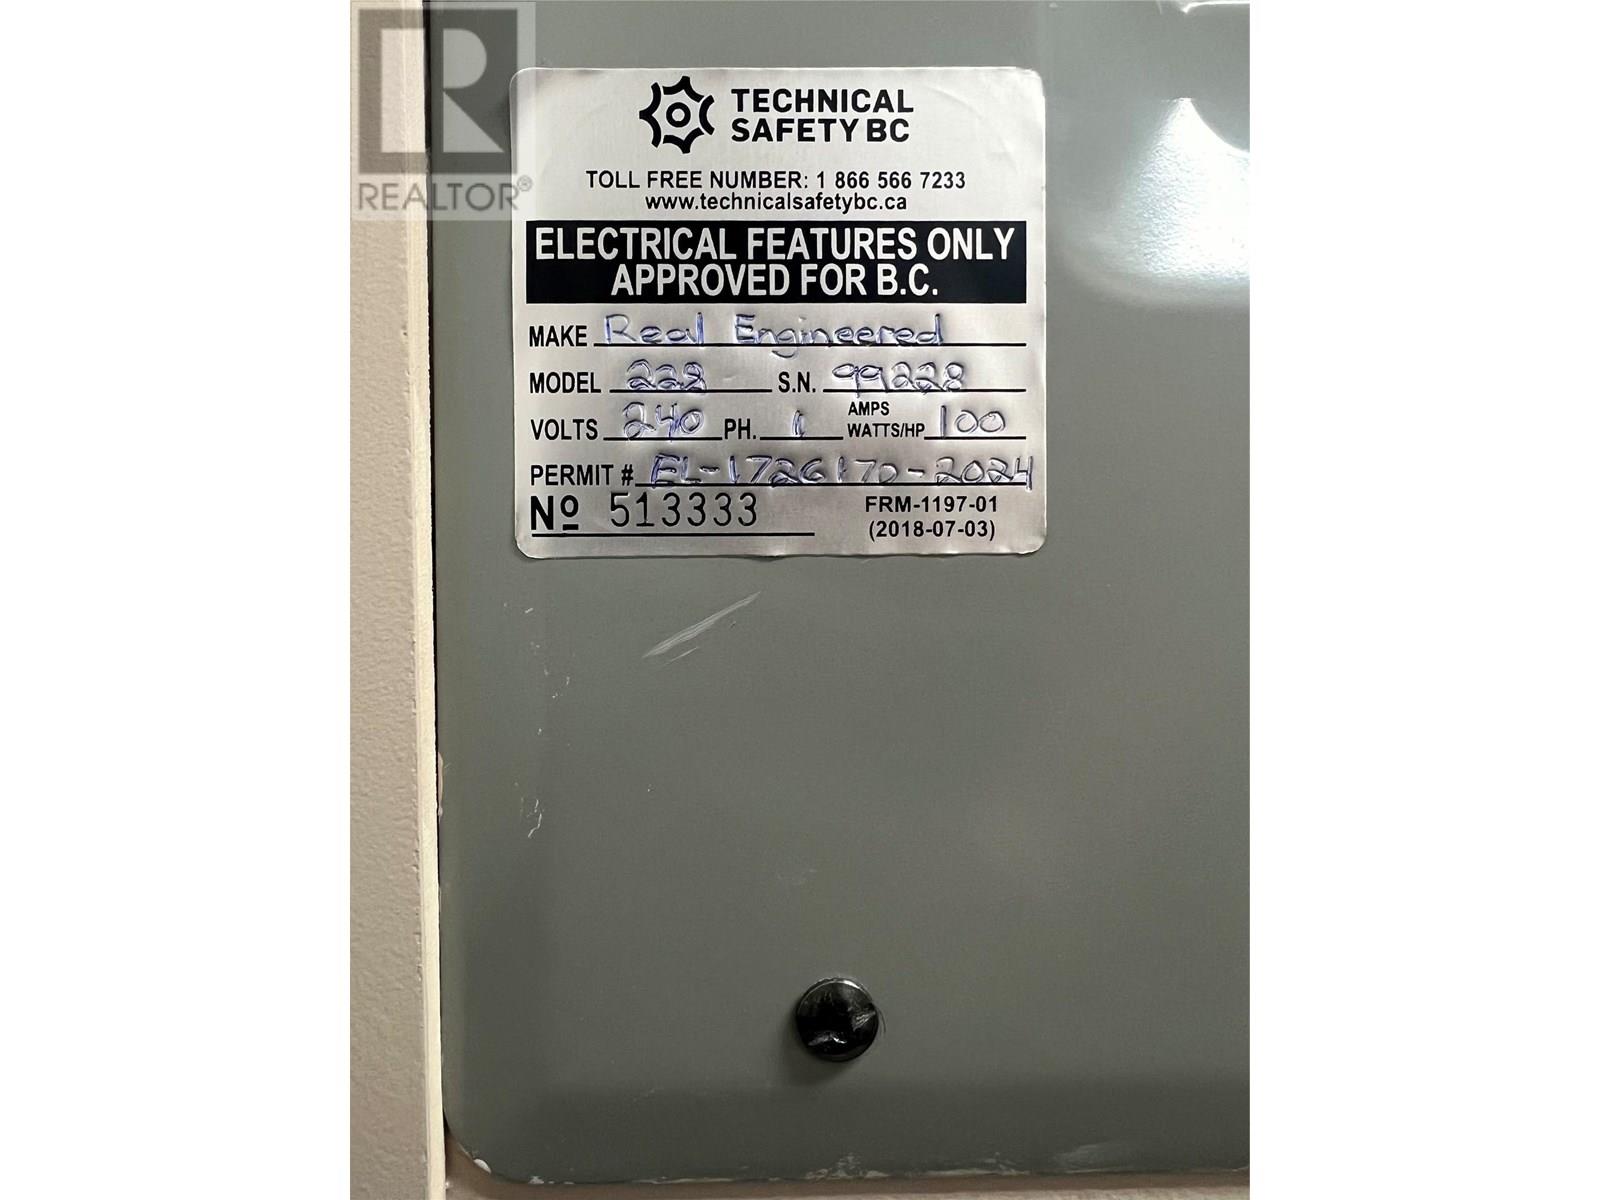 REALTOR®
TECHNICAL
SAFETY BC
TOLL FREE NUMBER: 1 866 566 7233
www.technicalsafetybc.ca
ELECTRICAL FEATURES ONLY
APPROVED FOR B.C.
MAKE Real Engineered
MODEL 228 S.N. 99228
VOLTS 240 PH. 1 AMPS WATTS/HP 100
PERMIT # EL-1726170-2024
Nº 513333 FRM-1197-01
(2018-07-03)